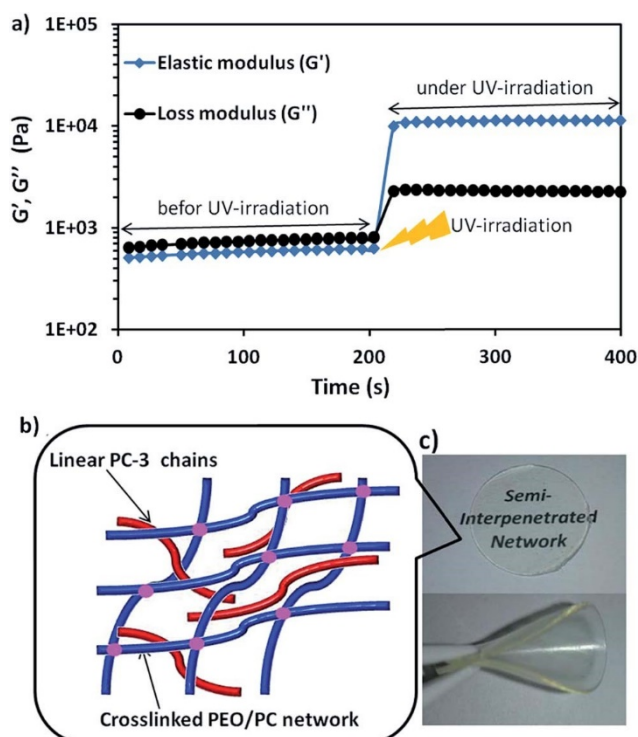 a)
1E+05
1E+04
1E+03
1E+02
G', G'' (Pa)
Elastic modulus (G')
Loss modulus (G'')
under UV-irradiation
befor UV-irradiation
UV-irradiation
0
100
200
300
400
Time (s)
b)
Linear PC-3 chains
Crosslinked PEO/PC network
c)
Semi-
Interpenetrated
Network